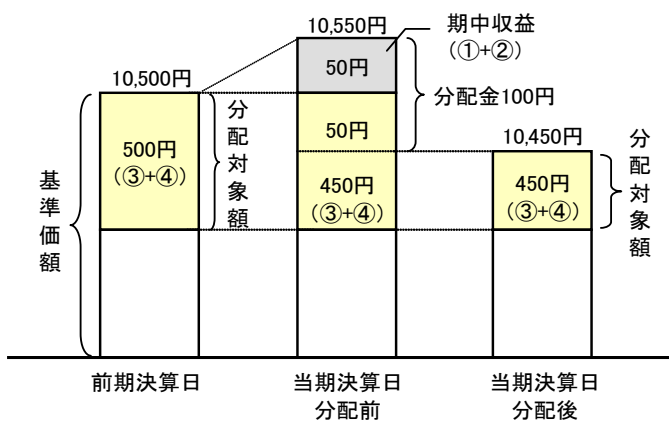 10,550円
期中収益
(①+②)
50円
10,500円
分配金100円
分配対象額
500円
(③+④)
50円
10,450円
分配対象額
基準価額
450円
(③+④)
450円
(③+④)
前期決算日
当期決算日
分配前
当期決算日
分配後